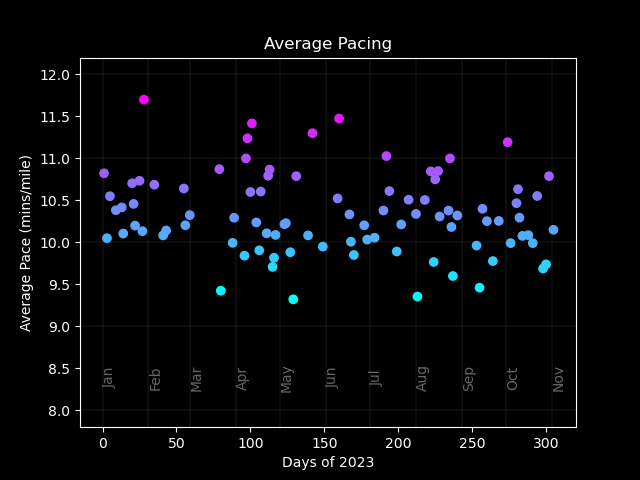 Average Pacing
Average Pace (mins/mile)
12.0
11.5
11.0
10.5
10.0
9.5
9.0
8.5
8.0
Jan
Feb
Mar
Apr
May
Jun
Jul
Aug
Sep
Oct
Nov
0 50 100 150 200 250 300
Days of 2023